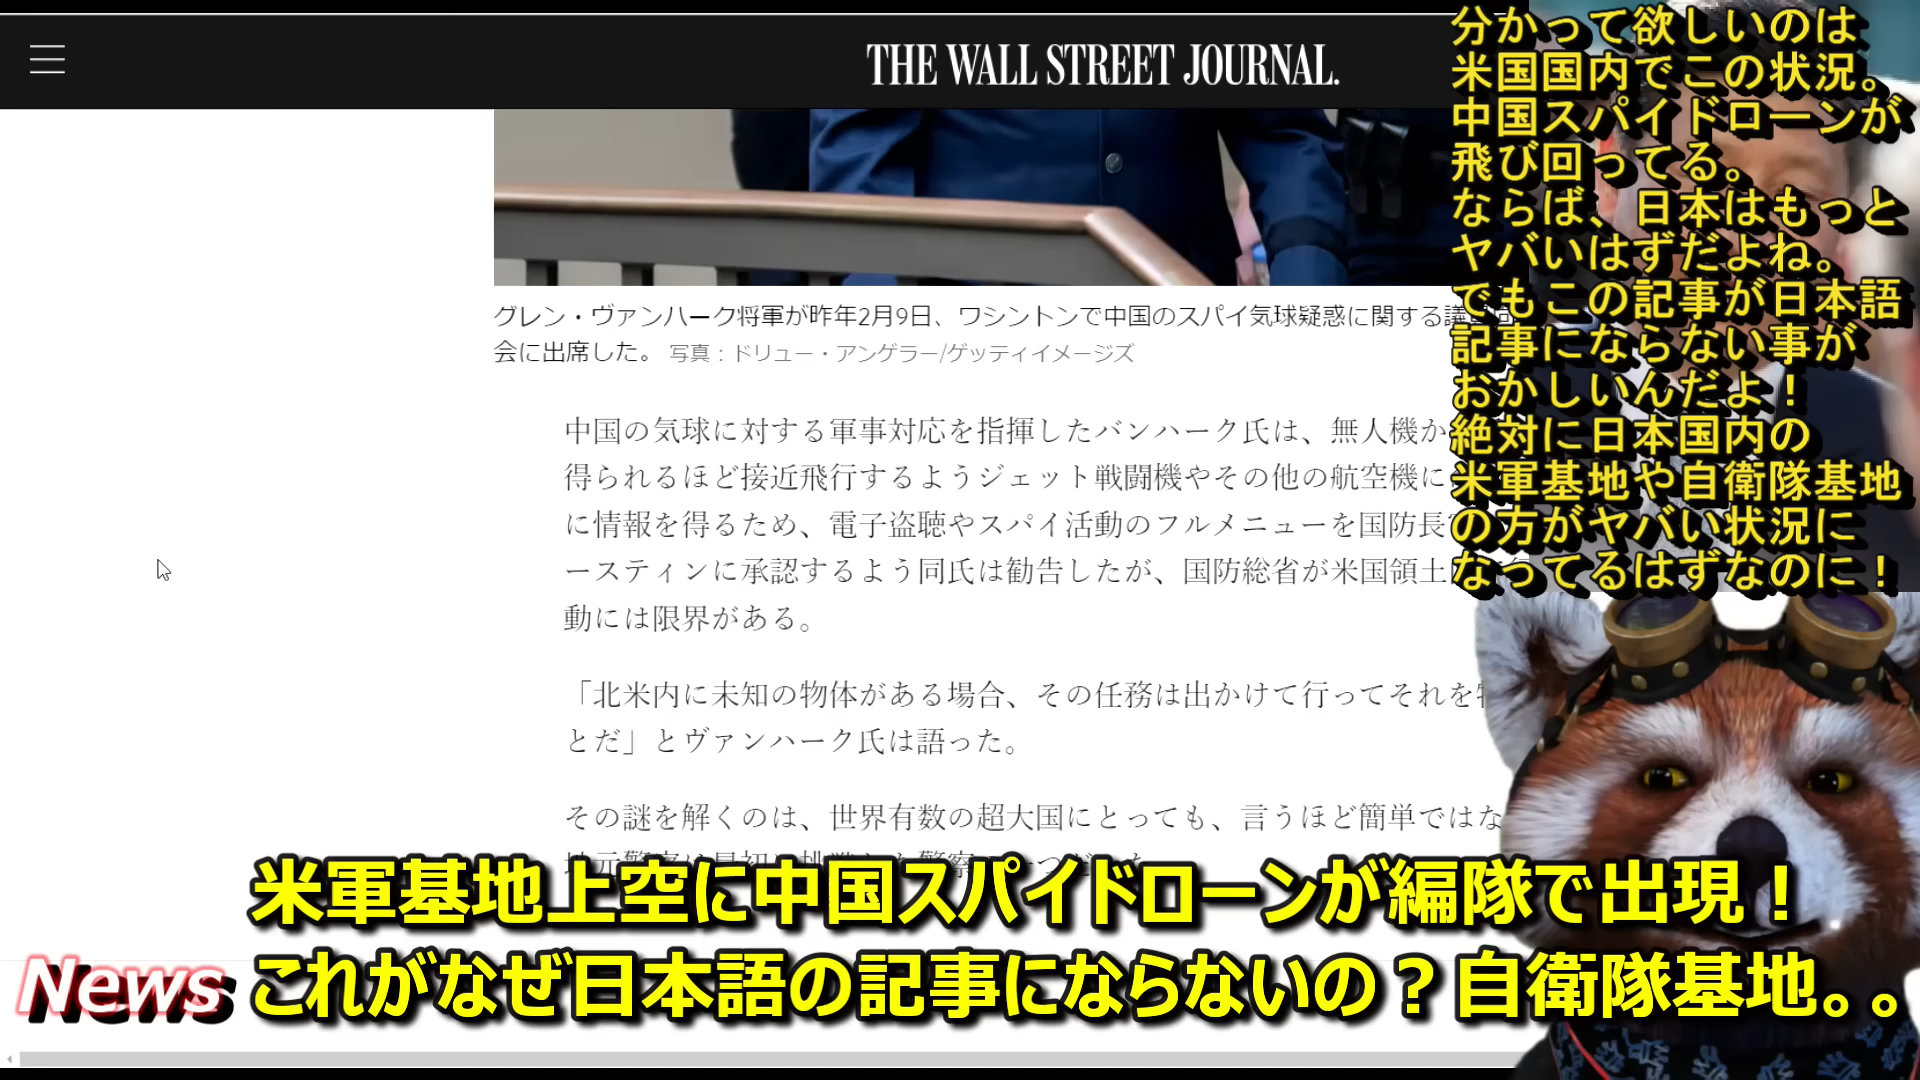 THE WALL STREET JOURNAL.
分かって欲しいのは
米国国内でこの状況。
中国スパイドローンが
飛び回ってる。
ならば、日本はもっと
ヤバいはずだよね。
でもこの記事が日本語
記事にならない事が
おかしいんだよ！
絶対に日本国内の
米軍基地や自衛隊基地
の方がヤバい状況に
なってるはずなのに！
グレン・ヴァンハーク将軍が昨年2月9日、ワシントンで中国のスパイ気球疑惑に関する議
会に出席した。 写真：ドリュー・アンゲラー/ゲッティイメージズ
中国の気球に対する軍事対応を指揮したバンハーク氏は、無人機か
得られるほど接近飛行するようジェット戦闘機やその他の航空機に
に情報を得るため、電子盗聴やスパイ活動のフルメニューを国防長
ースティンに承認するよう同氏は勧告したが、国防総省が米国領土
動には限界がある。
「北米内に未知の物体がある場合、その任務は出かけて行ってそれを
とだ」とヴァンハーク氏は語った。
その謎を解くのは、世界有数の超大国にとっても、言うほど簡単ではな
米軍基地上空に中国スパイドローンが編隊で出現！
News これがなぜ日本語の記事にならないの？自衛隊基地。。